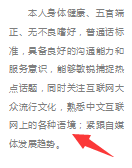 本人身体健康、五官端
正、无不良嗜好，普通话标
准，具备良好的沟通能力和
服务意识，能够敏锐捕捉热
点话题，同时关注互联网大
众流行文化，熟悉中文互联
网上的各种语境；紧跟自媒
体发展趋势。